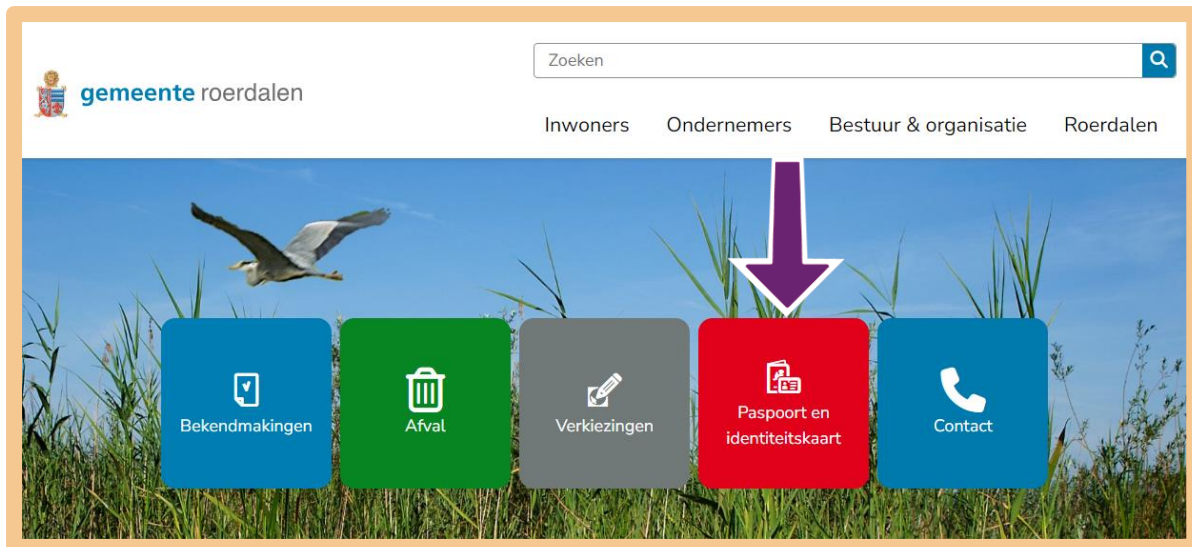 Zoeken
gemeente roerdalen
Inwoners Ondernemers Bestuur & organisatie Roerdalen
Bekendmakingen
Afval
Verkiezingen
Paspoort en
identiteitskaart
Contact